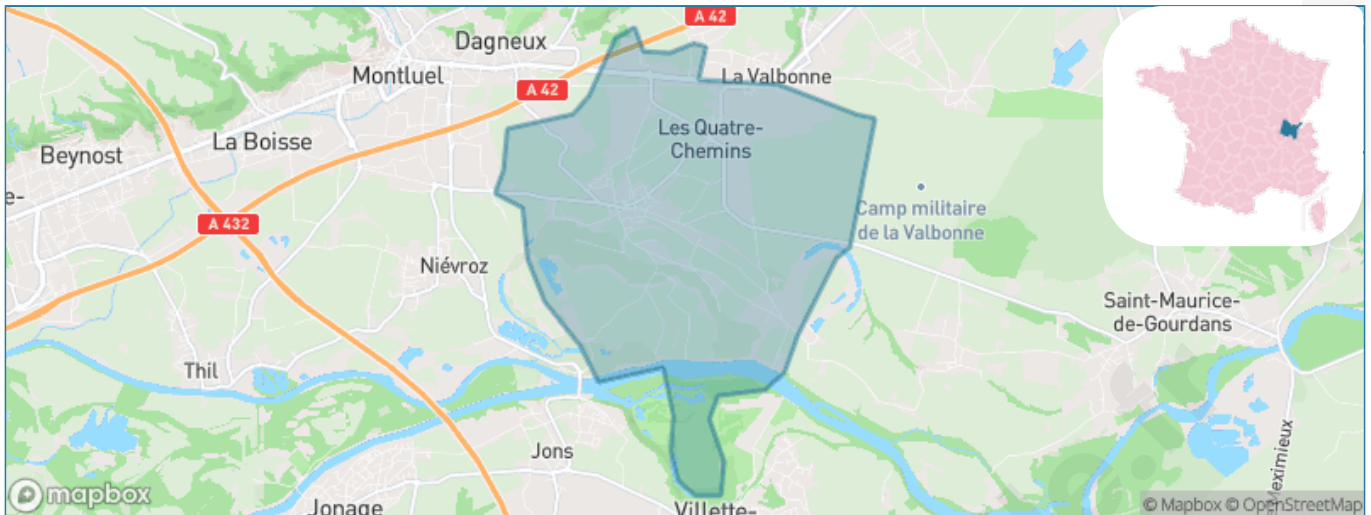 A 42
Dagneux
Montluel
La Valbonne
A 42
Les Quatre-
Chemins
La Boisse
Beynost
e-
Camp militaire
de la Valbonne
A 432
Niévroz
Saint-Maurice-
de-Gourdans
Thil
Jons
Meximieux
mapbox
Jonage
Villette-
© Mapbox © OpenStreetMap